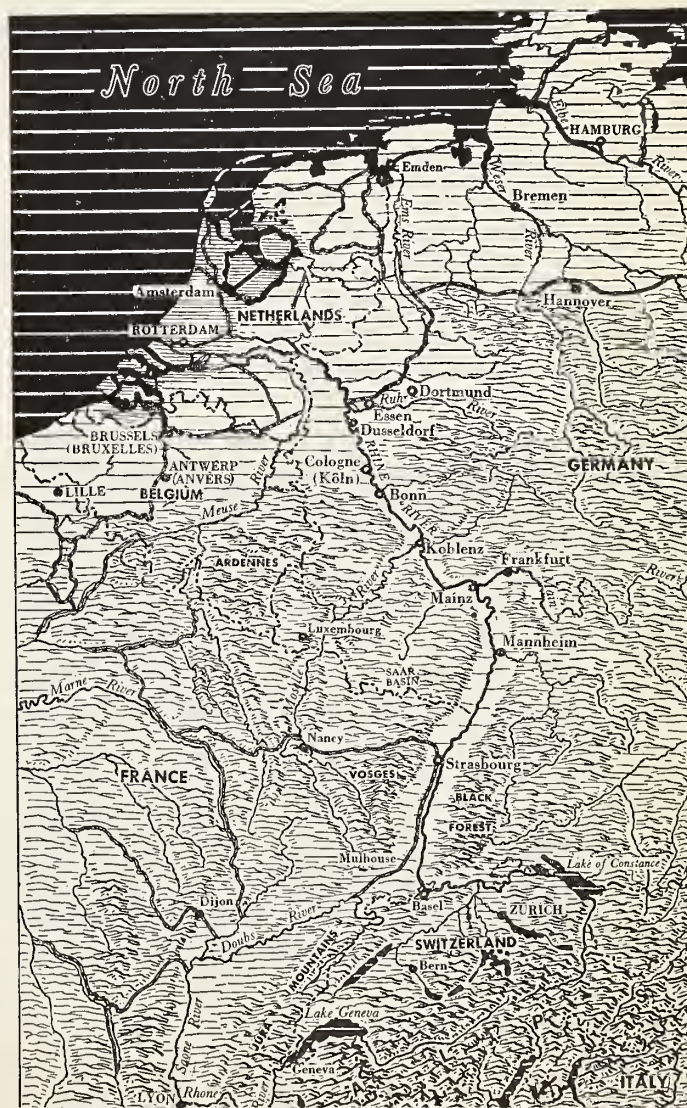 North Sea
Elbe
HAMBURG
River
Emden
Weser
Ems River
Bremen
River
Amsterdam
Hannover
NETHERLANDS
ROTTERDAM
Dortmund
Ruhr
River
Essen
Dusseldorf
BRUSSELS
(BRUXELLES)
ANTWERP
(ANVERS)
River
Cologne
(Köln)
RHINE
RIVER
GERMANY
LILLE
BELGIUM
Bonn
Meuse
Koblenz
ARDENNES
River
Frankfurt
Rivers
Mainz
Main
Luxembourg
Mannheim
SAAR
BASIN
Marne
River
Nancy
Strasbourg
VOSGES
FRANCE
BLACK
FOREST
Mulhouse
Lake of Constance
Dijon
Basel
ZURICH
Doubs
River
SWITZERLAND
Bern
JURA MOUNTAINS
Lake Geneva
River
Geneva
A L P S
ITALY
LYON
Rhone
River